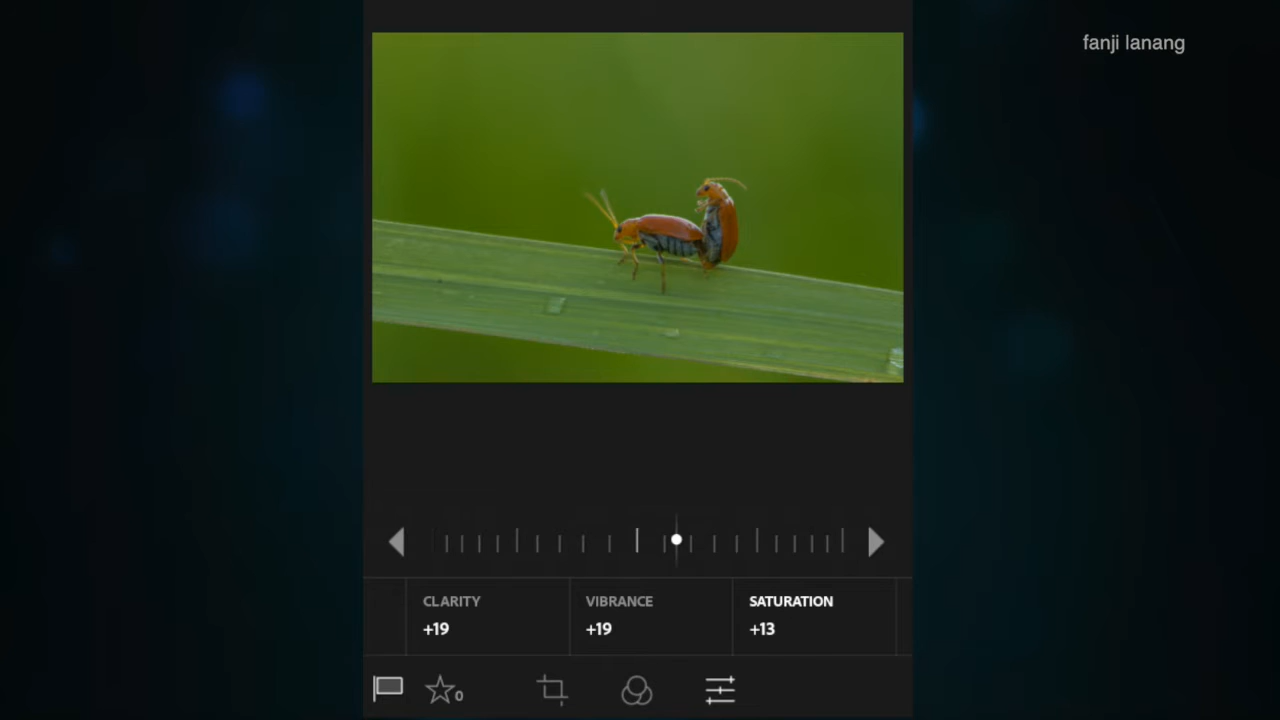 fanji lanang
CLARITY
+19
VIBRANCE
+19
SATURATION
+13
0